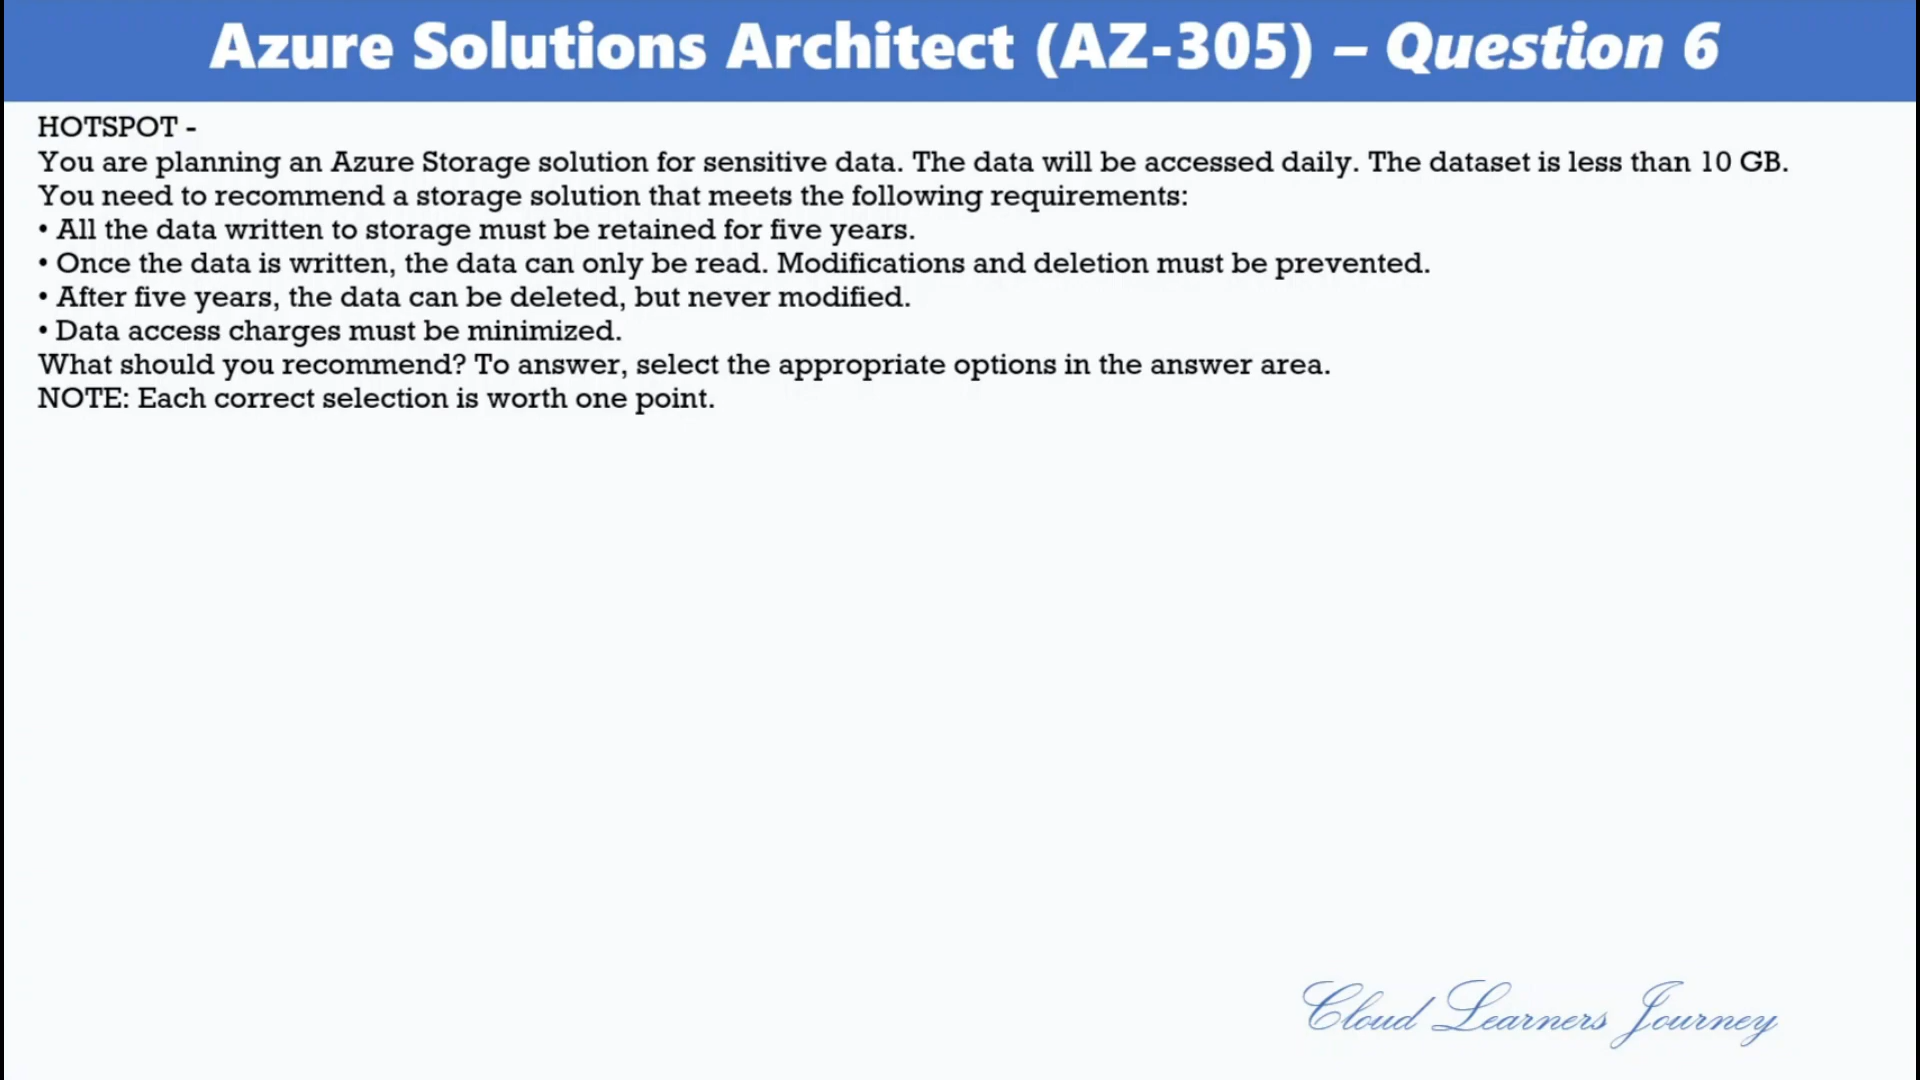 Azure Solutions Architect (AZ-305) – Question 6
HOTSPOT -
You are planning an Azure Storage solution for sensitive data. The data will be accessed daily. The dataset is less than 10 GB.
You need to recommend a storage solution that meets the following requirements:
• All the data written to storage must be retained for five years.
• Once the data is written, the data can only be read. Modifications and deletion must be prevented.
• After five years, the data can be deleted, but never modified.
• Data access charges must be minimized.
What should you recommend? To answer, select the appropriate options in the answer area.
NOTE: Each correct selection is worth one point.
Cloud Learners Journey